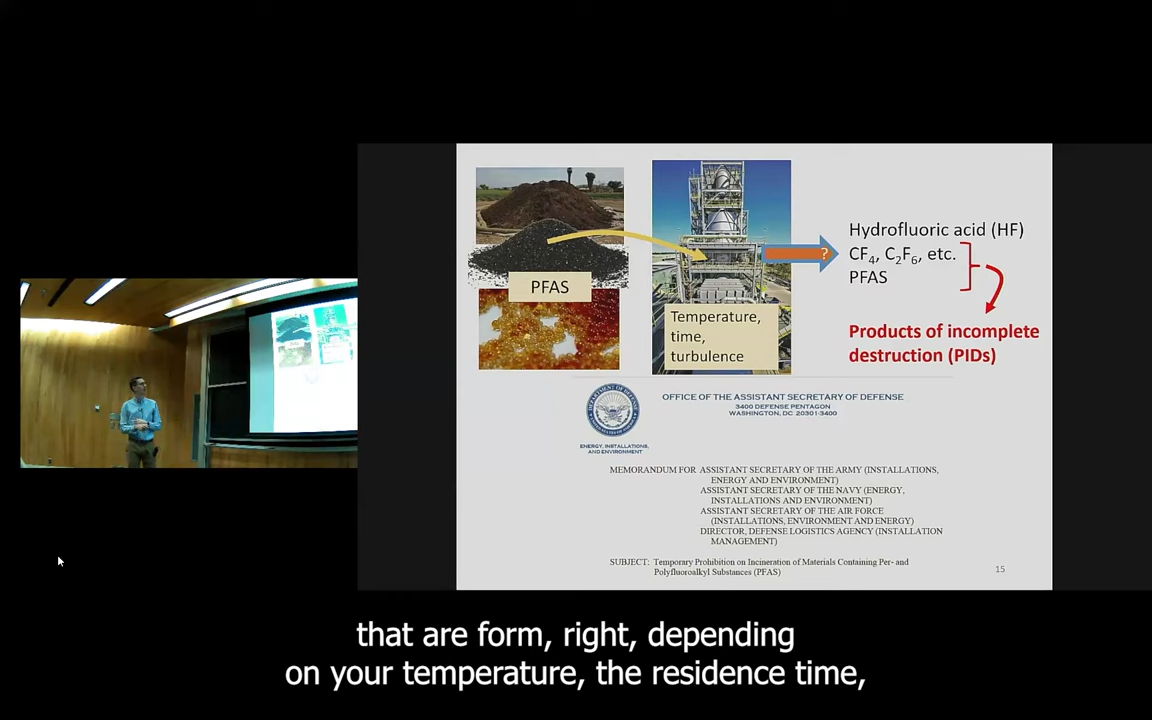 PFAS
Temperature,
time,
turbulence
?
Hydrofluoric acid (HF)
CF₄, C₂F₆, etc.
PFAS
Products of incomplete
destruction (PIDs)
OFFICE OF THE ASSISTANT SECRETARY OF DEFENSE
3400 DEFENSE PENTAGON
WASHINGTON, DC 20301-3400
ENERGY, INSTALLATIONS,
AND ENVIRONMENT
MEMORANDUM FOR ASSISTANT SECRETARY OF THE ARMY (INSTALLATIONS,
ENERGY AND ENVIRONMENT)
ASSISTANT SECRETARY OF THE NAVY (ENERGY,
INSTALLATIONS AND ENVIRONMENT)
ASSISTANT SECRETARY OF THE AIR FORCE
(INSTALLATIONS, ENVIRONMENT AND ENERGY)
DIRECTOR, DEFENSE LOGISTICS AGENCY (INSTALLATION
MANAGEMENT)
SUBJECT: Temporary Prohibition on Incineration of Materials Containing Per- and
Polyfluoroalkyl Substances (PFAS)
15
that are form, right, depending
on your temperature, the residence time,